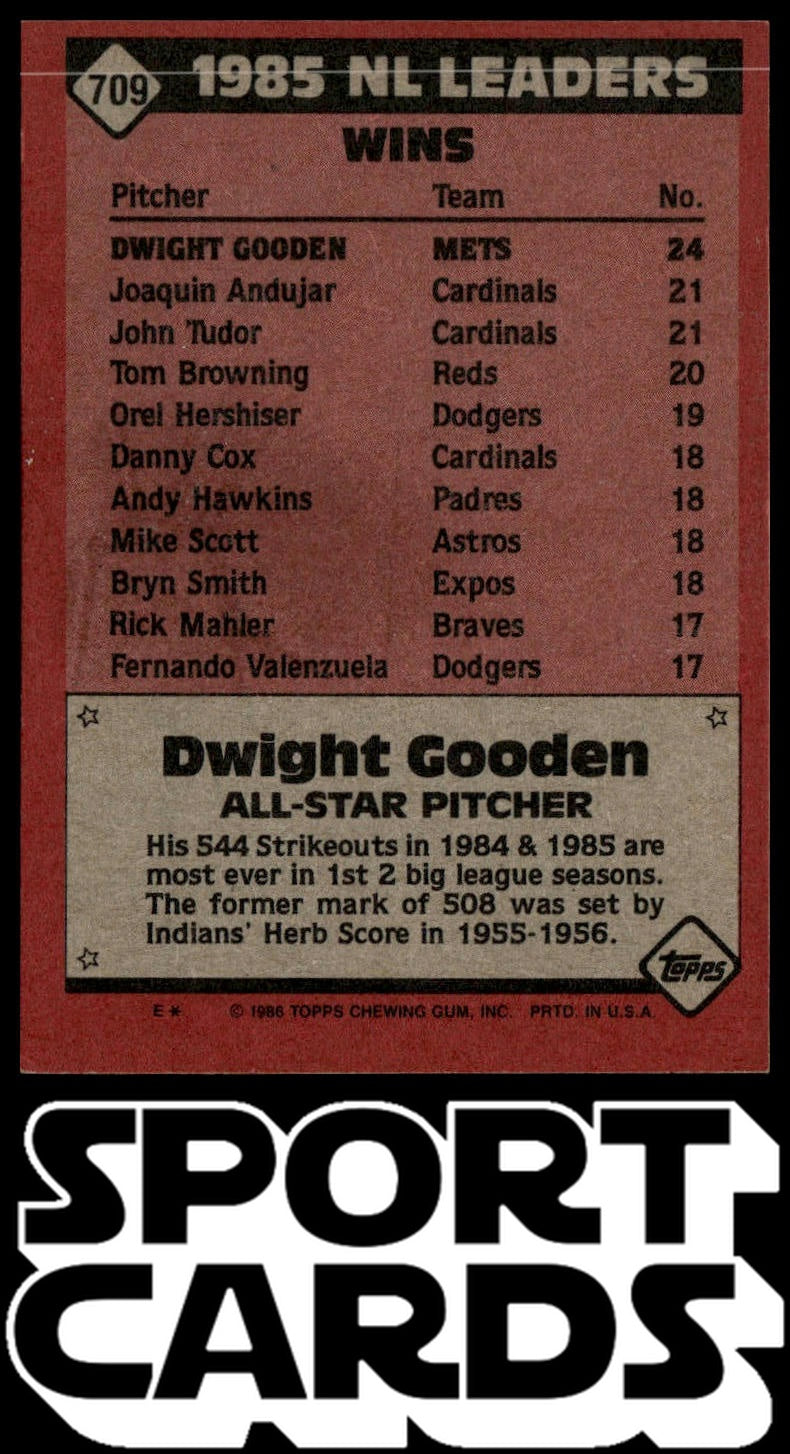 709 1985 NL LEADERS
WINS
Pitcher Team No.
DWIGHT GOODEN METS 24
Joaquin Andujar Cardinals 21
John Tudor Cardinals 21
Tom Browning Reds 20
Orel Hershiser Dodgers 19
Danny Cox Cardinals 18
Andy Hawkins Padres 18
Mike Scott Astros 18
Bryn Smith Expos 18
Rick Mahler Braves 17
Fernando Valenzuela Dodgers 17
Dwight Gooden
ALL-STAR PITCHER
His 544 Strikeouts in 1984 & 1985 are
most ever in 1st 2 big league seasons.
The former mark of 508 was set by
Indians' Herb Score in 1955-1956.
topps
E* © 1986 TOPPS CHEWING GUM, INC. PRTD. IN U.S.A.
SPORT
CARDS